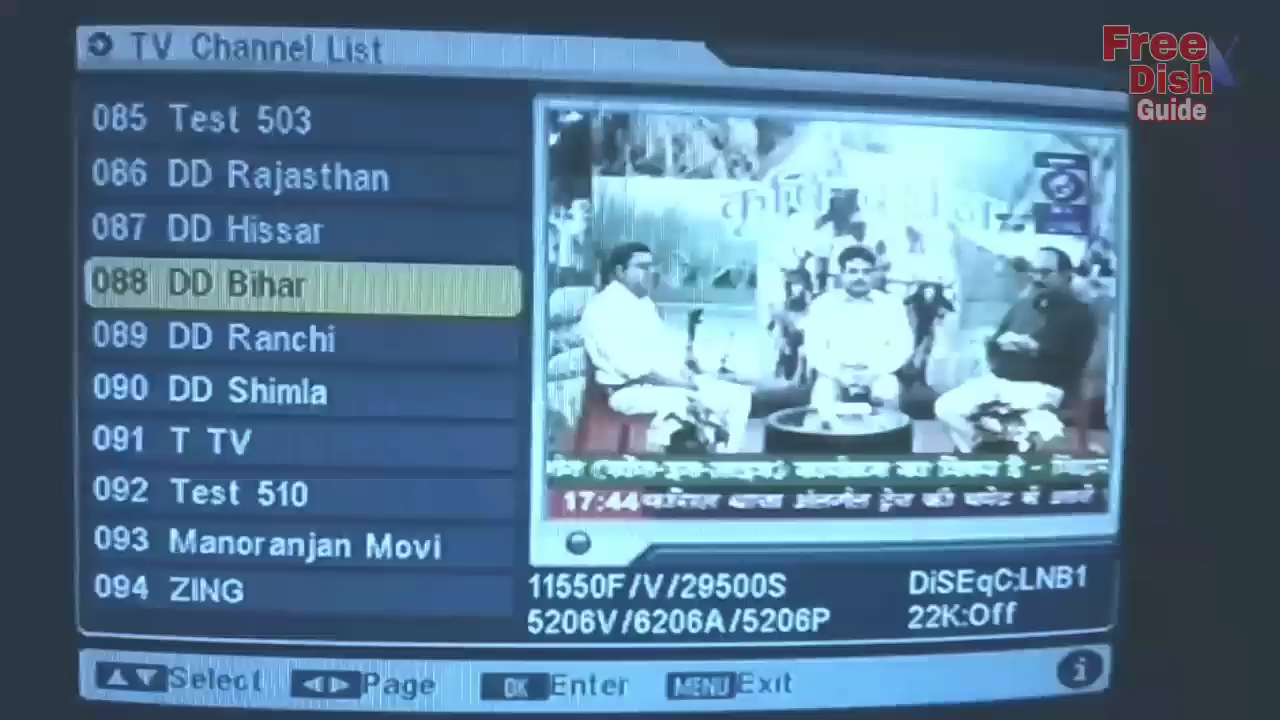 TV Channel List
Free
Dish
Guide
085 Test 503
086 DD Rajasthan
087 DD Hissar
088 DD Bihar
089 DD Ranchi
090 DD Shimla
091 T TV
092 Test 510
093 Manoranjan Movi
094 ZING
कृषि
17:44
11550F/V/29500S
DiSEqC:LNB1
5206V/6206A/5206P
22K:Off
Select
Page
OK Enter
MENU Exit